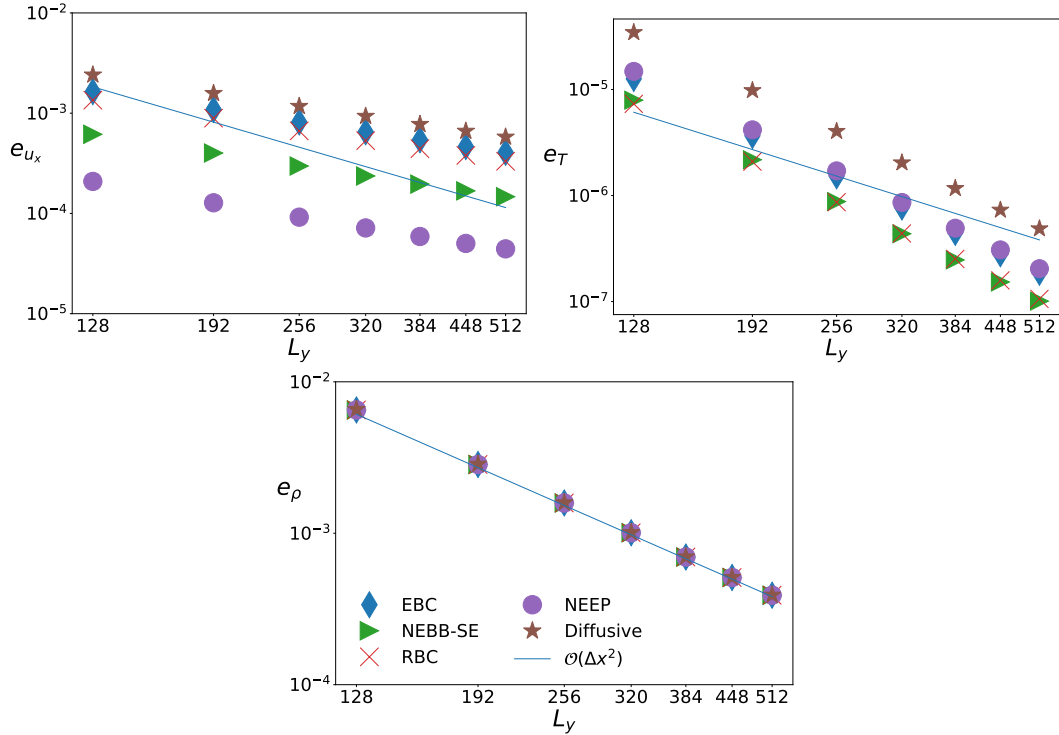 10⁻²
10⁻³
10⁻⁴
10⁻⁵
e_{u_x}
128 192 256 320 384 448 512
L_y
10⁻⁵
10⁻⁶
10⁻⁷
e_T
128 192 256 320 384 448 512
L_y
10⁻²
10⁻³
10⁻⁴
e_ρ
EBC
NEBB-SE
RBC
NEEP
Diffusive
𝒪(Δx²)
128 192 256 320 384 448 512
L_y